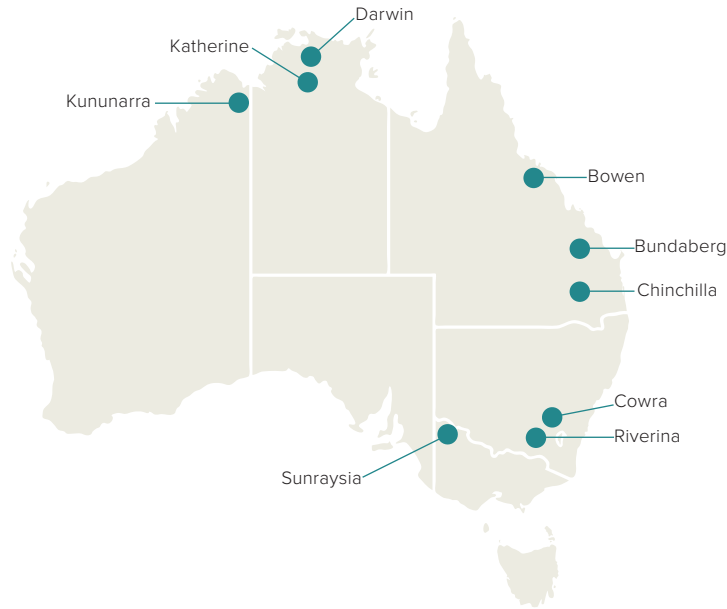 Darwin
Katherine
Kununarra
Bowen
Bundaberg
Chinchilla
Cowra
Riverina
Sunraysia